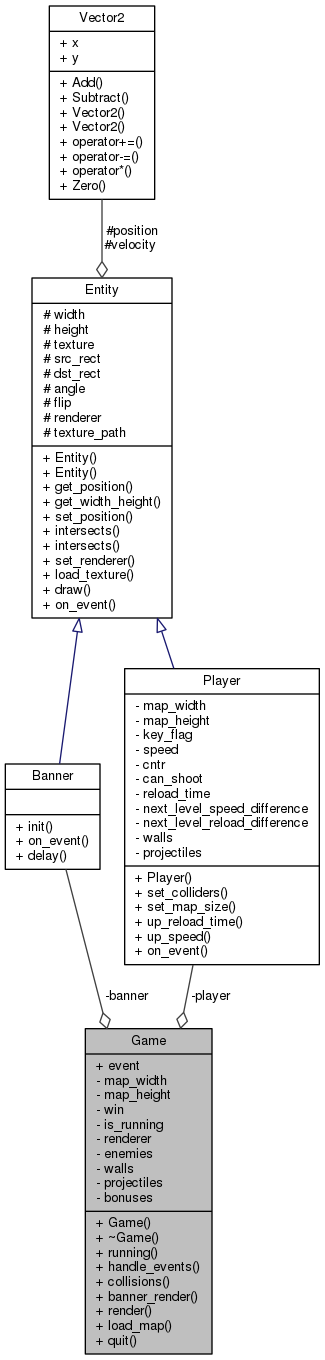 Vector2
+ x
+ y
+ Add()
+ Subtract()
+ Vector2()
+ Vector2()
+ operator+=()
+ operator-=()
+ operator*()
+ Zero()
#position
#velocity
Entity
# width
# height
# texture
# src_rect
# dst_rect
# angle
# flip
# renderer
# texture_path
+ Entity()
+ Entity()
+ get_position()
+ get_width_height()
+ set_position()
+ intersects()
+ intersects()
+ set_renderer()
+ load_texture()
+ draw()
+ on_event()
Player
- map_width
- map_height
- key_flag
- speed
- cntr
- can_shoot
- reload_time
- next_level_speed_difference
- next_level_reload_difference
- walls
- projectiles
+ Player()
+ set_colliders()
+ set_map_size()
+ up_reload_time()
+ up_speed()
+ on_event()
Banner
+ init()
+ on_event()
+ delay()
-banner
-player
Game
+ event
- map_width
- map_height
- win
- is_running
- renderer
- enemies
- walls
- projectiles
- bonuses
+ Game()
+ ~Game()
+ running()
+ handle_events()
+ collisions()
+ banner_render()
+ render()
+ load_map()
+ quit()